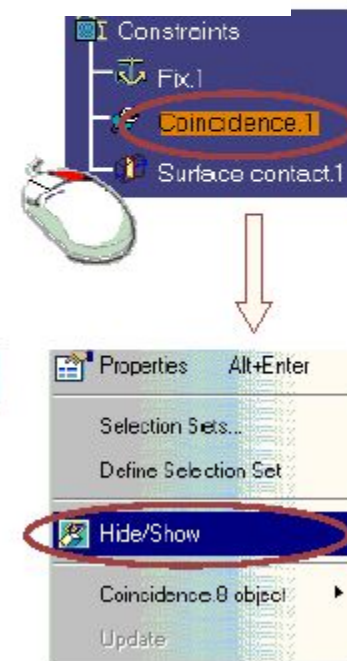 Constraints
Fix.1
Coincidence.1
Surface contact.1
Properties Alt+Enter
Selection Sets...
Define Selection Set
Hide/Show
Coincidence.8 object
Update